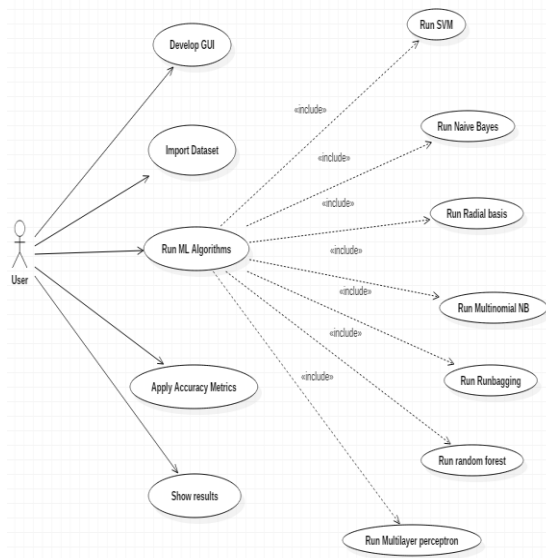 Run SVM
Develop GUI
«include»
Run Naive Bayes
Import Dataset
«include»
«include»
Run Radial basis
User
Run ML Algorithms
«include»
«include»
Run Multinomial NB
«include»
Run Runbagging
«include»
Apply Accuracy Metrics
Run random forest
Show results
Run Multilayer perceptron